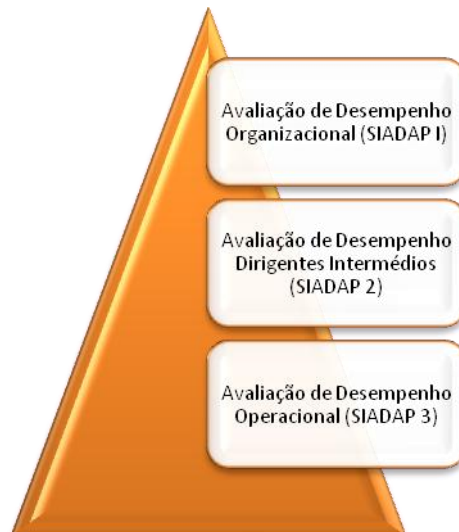 Avaliação de Desempenho
Organizacional (SIADAP I)
Avaliação de Desempenho
Dirigentes Intermédios
(SIADAP 2)
Avaliação de Desempenho
Operacional (SIADAP 3)